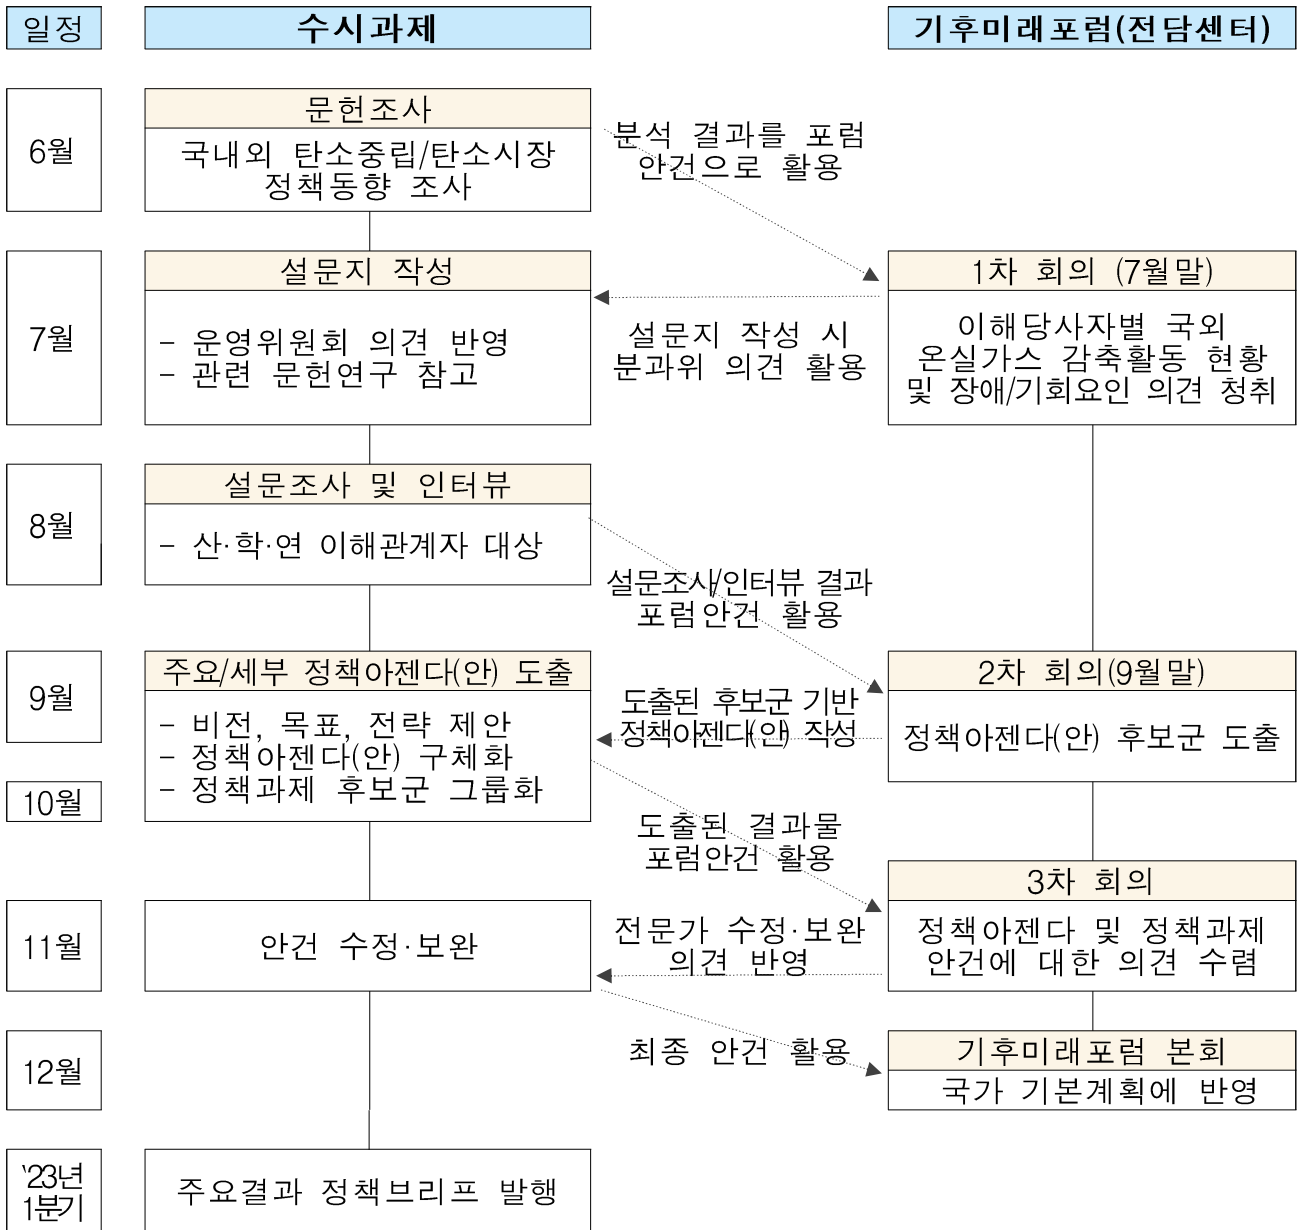 일정
수시과제
기후미래포럼(전담센터)
6월
문헌조사
국내외 탄소중립/탄소시장
정책동향 조사
분석 결과를 포럼
안건으로 활용
7월
설문지 작성
- 운영위원회 의견 반영
- 관련 문헌연구 참고
설문지 작성 시
분과위 의견 활용
1차 회의 (7월말)
이해당사자별 국외
온실가스 감축활동 현황
및 장애/기회요인 의견 청취
8월
설문조사 및 인터뷰
- 산·학·연 이해관계자 대상
설문조사/인터뷰 결과
포럼안건 활용
9월
10월
주요/세부 정책아젠다(안) 도출
- 비전, 목표, 전략 제안
- 정책아젠다(안) 구체화
- 정책과제 후보군 그룹화
도출된 후보군 기반
정책아젠다(안) 작성
2차 회의(9월말)
정책아젠다(안) 후보군 도출
도출된 결과물
포럼안건 활용
11월
안건 수정·보완
전문가 수정·보완
의견 반영
3차 회의
정책아젠다 및 정책과제
안건에 대한 의견 수렴
12월
최종 안건 활용
기후미래포럼 본회
국가 기본계획에 반영
'23년
1분기
주요결과 정책브리프 발행